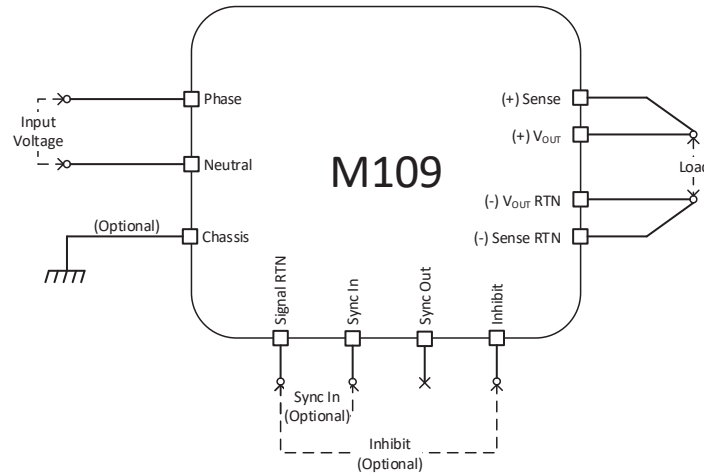 Phase
(+) Sense
Input
Voltage
(+) VOUT
Neutral
M109
Load
(-) VOUT RTN
(Optional)
Chassis
(-) Sense RTN
Signal RTN
Sync In
Sync Out
Inhibit
Sync In
(Optional)
Inhibit
(Optional)